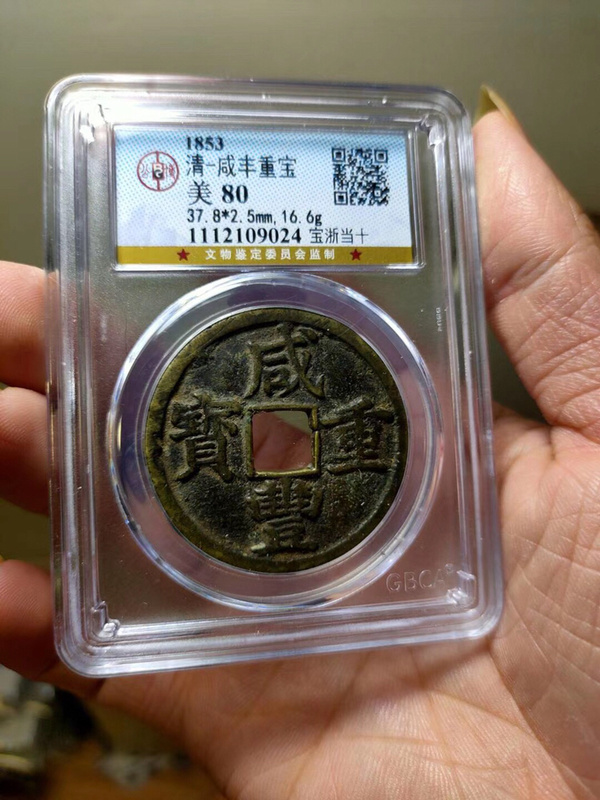 1853
清-咸丰重宝
美 80
37.8*2.5mm,16.6g
1112109024 宝浙当十
★ 文物鉴定委员会监制 ★
咸
寶 重
豐
GBCA